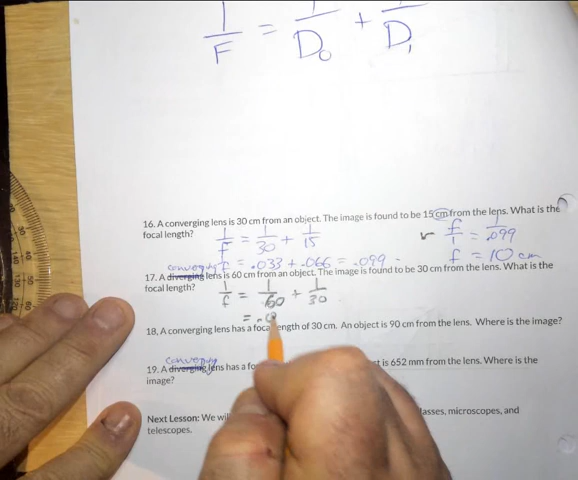 1/F = 1/D₀ + 1/D₁
16. A converging lens is 30 cm from an object. The image is found to be 15 cm from the lens. What is the
focal length? 1/f = 1/30 + 1/15 f/1 = 1/.099
f = .033 + .066 = .099 f = 10 cm
converging
17. A diverging lens is 60 cm from an object. The image is found to be 30 cm from the lens. What is the
focal length? 1/f = 1/60 + 1/30
= .0
18. A converging lens has a focal length of 30 cm. An object is 90 cm from the lens. Where is the image?
converging
19. A diverging lens has a fo t is 652 mm from the lens. Where is the
image?
Next Lesson: We wil lasses, microscopes, and
telescopes.